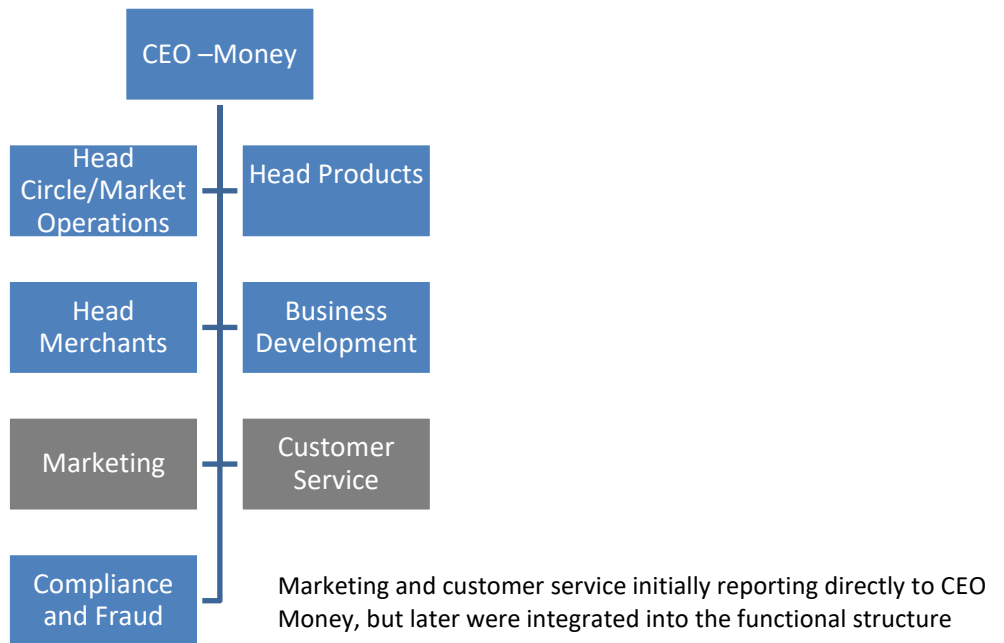 CEO –Money
Head
Circle/Market
Operations
Head Products
Head
Merchants
Business
Development
Marketing
Customer
Service
Compliance
and Fraud
Marketing and customer service initially reporting directly to CEO
Money, but later were integrated into the functional structure